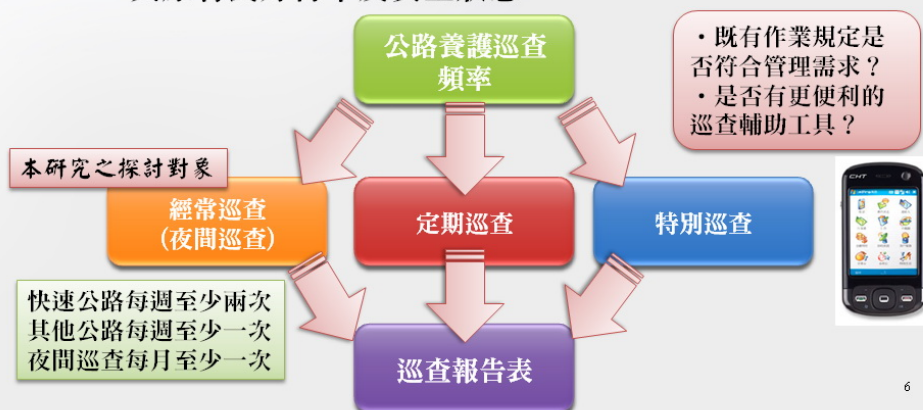 公路養護巡查
頻率
・既有作業規定是
否符合管理需求？
・是否有更便利的
巡查輔助工具？
本研究之探討對象
經常巡查
(夜間巡查)
定期巡查
特別巡查
CHT
快速公路每週至少兩次
其他公路每週至少一次
夜間巡查每月至少一次
巡查報告表
6